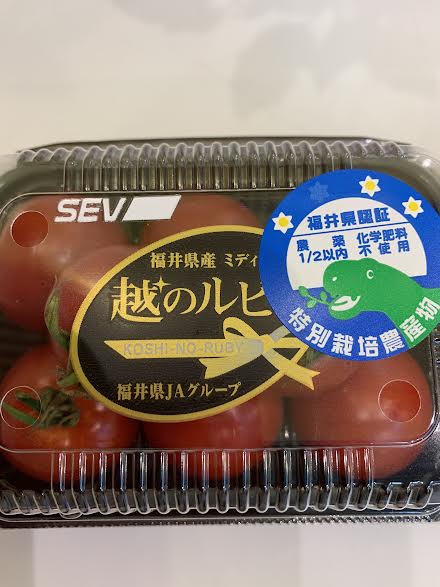 SEV
福井県産 ミディ
越のルビ
KOSHI-NO-RUBY
福井県JAグループ
福井県認証
農薬 化学肥料
1/2以内 不使用
特別栽培農産物